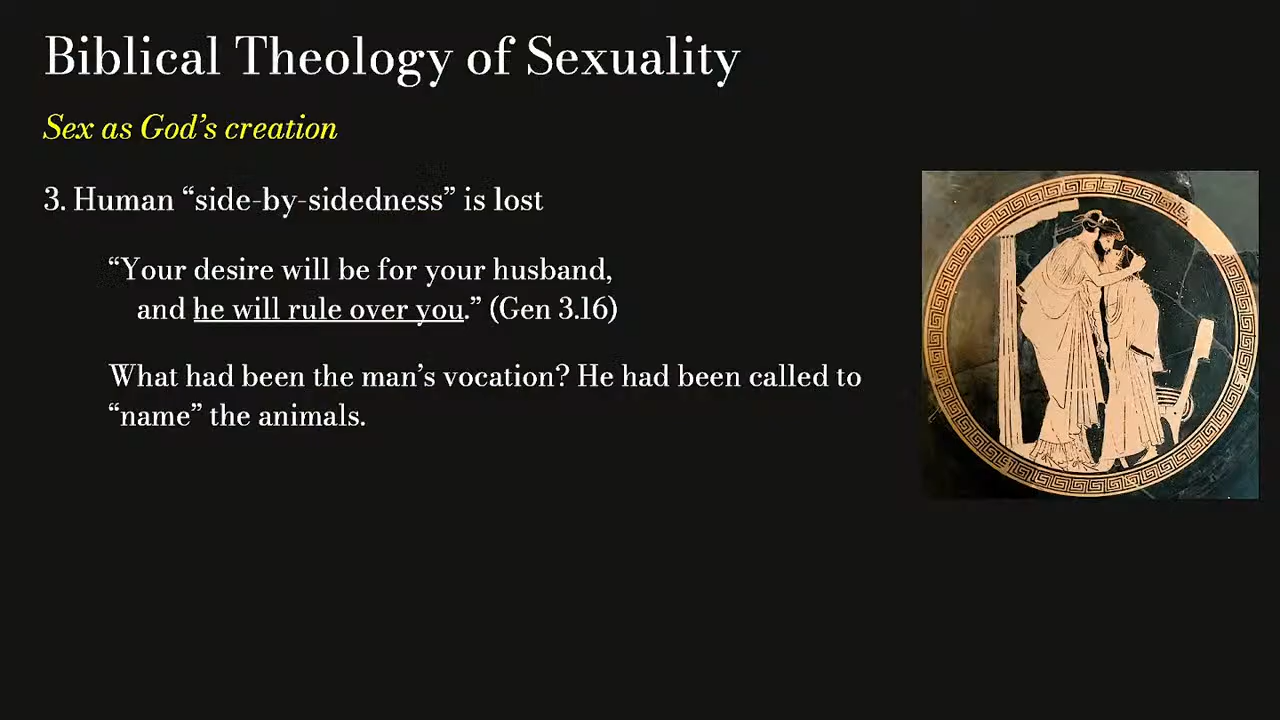 Biblical Theology of Sexuality
Sex as God’s creation
3. Human “side-by-sidedness” is lost
“Your desire will be for your husband,
and he will rule over you.” (Gen 3.16)
What had been the man’s vocation? He had been called to
“name” the animals.